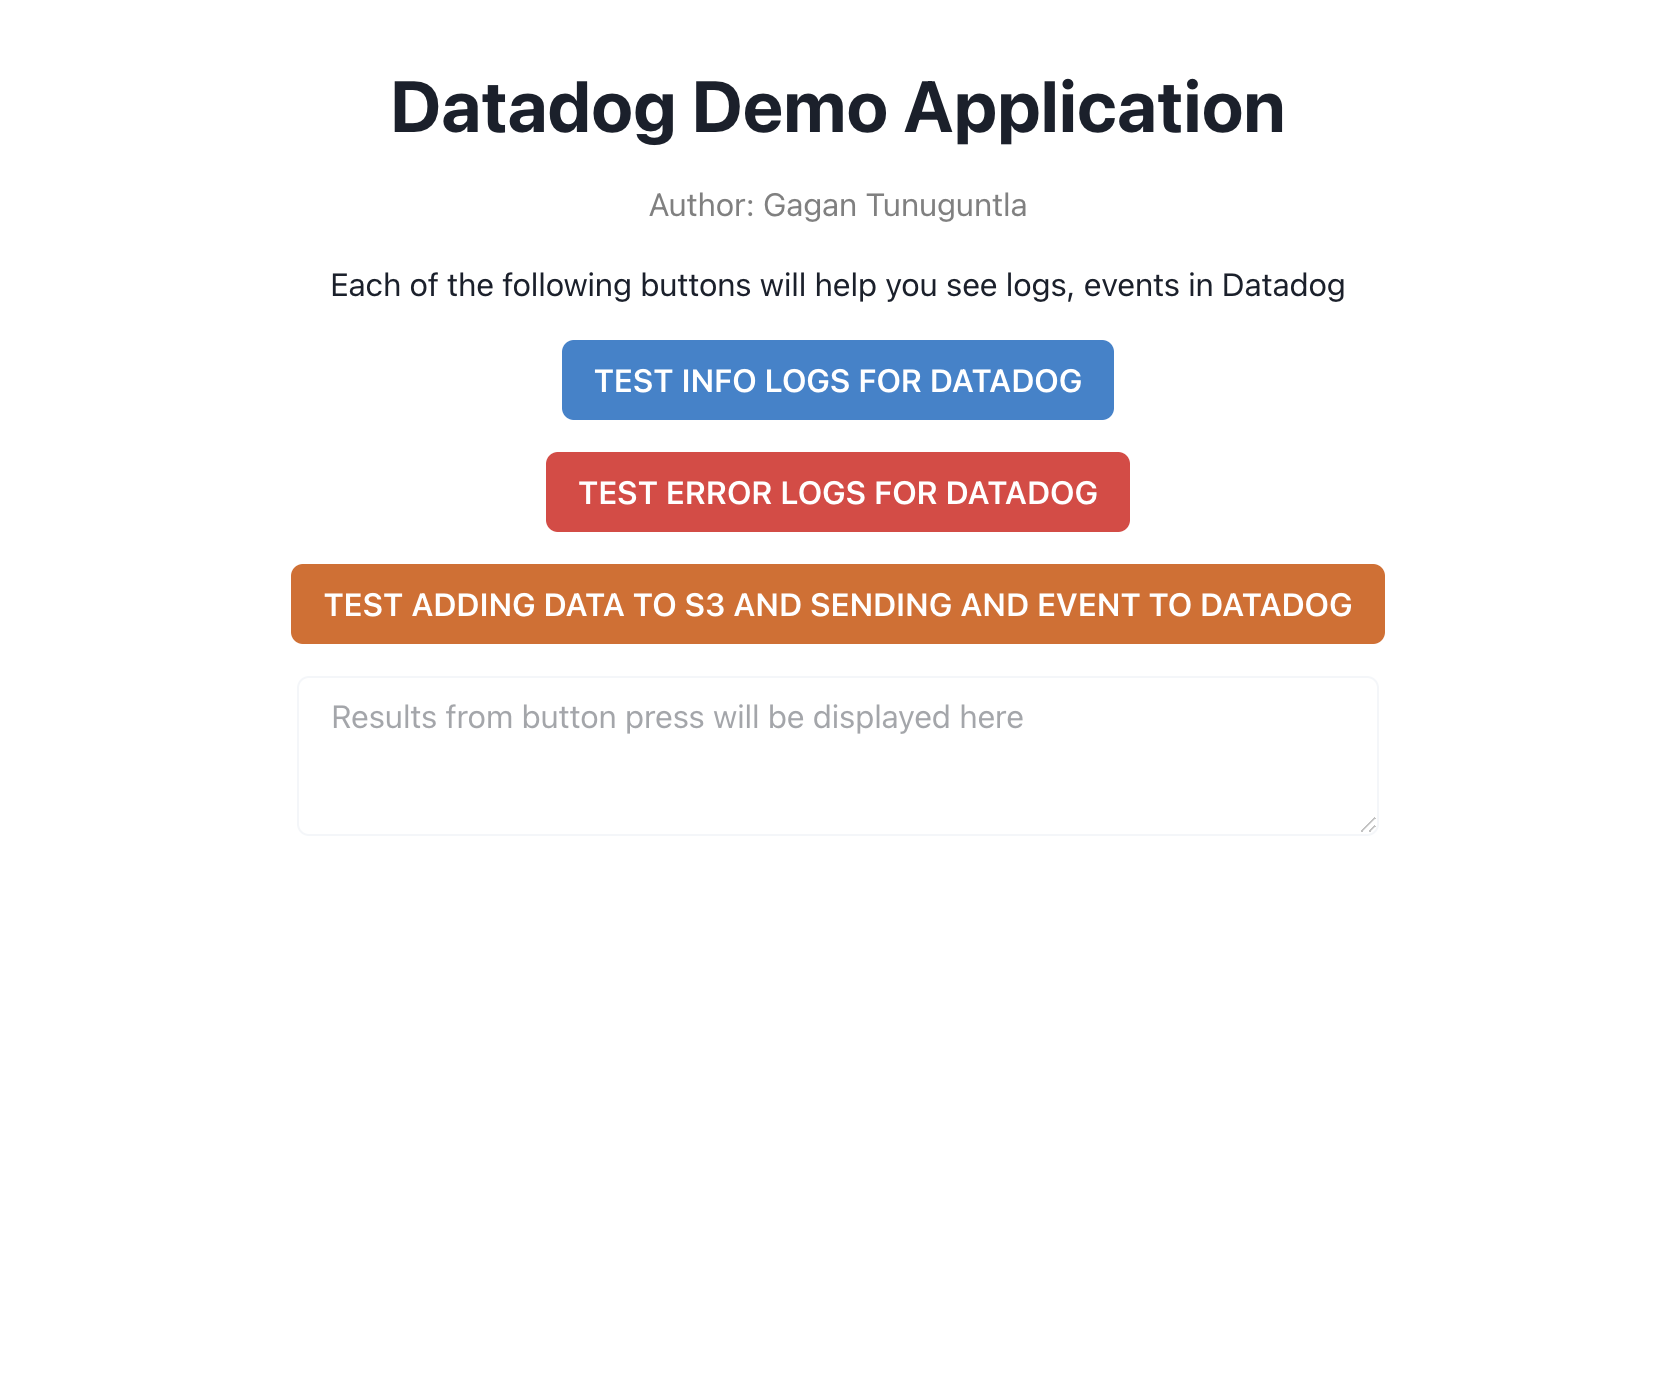 Datadog Demo Application
Author: Gagan Tunuguntla
Each of the following buttons will help you see logs, events in Datadog
TEST INFO LOGS FOR DATADOG
TEST ERROR LOGS FOR DATADOG
TEST ADDING DATA TO S3 AND SENDING AND EVENT TO DATADOG
Results from button press will be displayed here